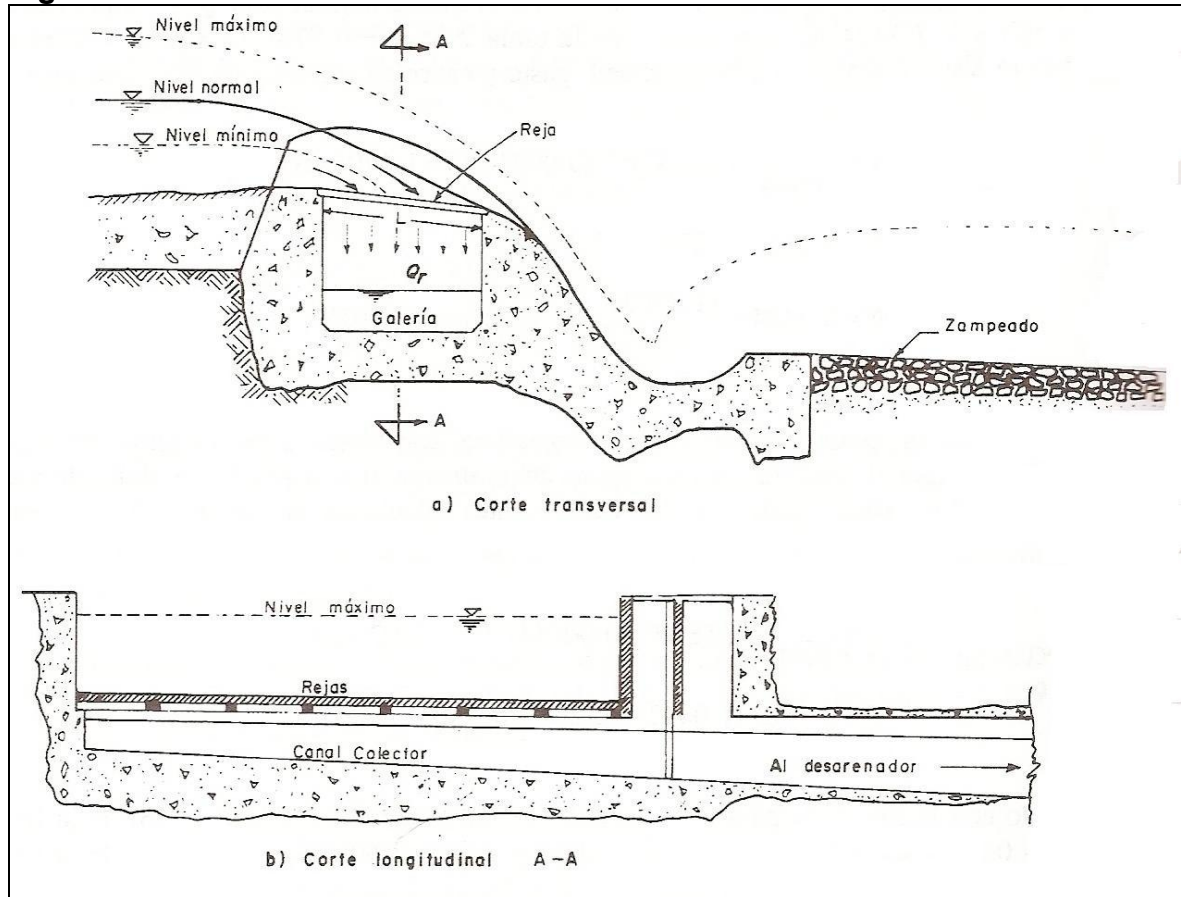 Nivel máximo
A
Nivel normal
Reja
Nivel mínimo
L
Qr
Galería
Zampeado
A
a) Corte transversal
Nivel máximo
Rejas
Canal Colector
Al desarenador
b) Corte longitudinal A-A